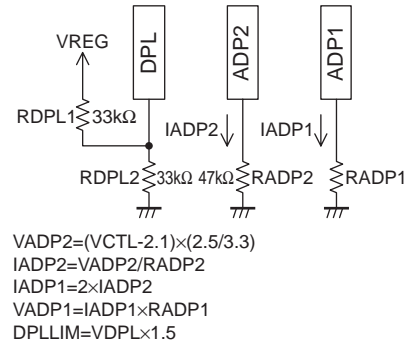 VREG
DPL
ADP2
ADP1
RDPL1 33kΩ
IADP2
IADP1
RDPL2 33kΩ 47kΩ RADP2
RADP1
VADP2=(VCTL-2.1)×(2.5/3.3)
IADP2=VADP2/RADP2
IADP1=2×IADP2
VADP1=IADP1×RADP1
DPLLIM=VDPL×1.5